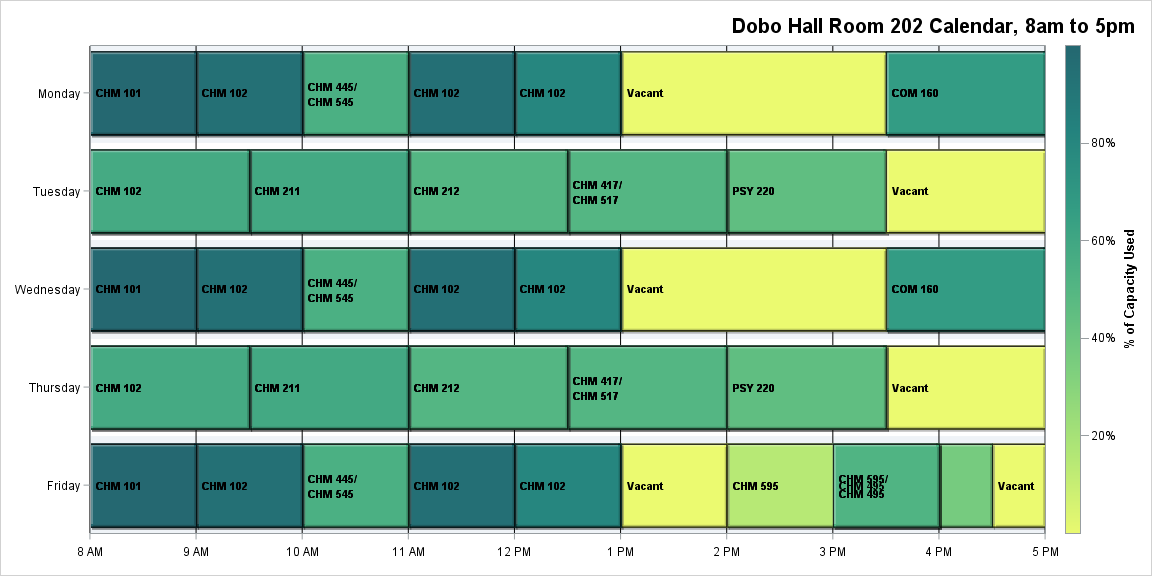 Dobo Hall Room 202 Calendar, 8am to 5pm
Monday
CHM 101
CHM 102
CHM 445/
CHM 545
CHM 102
CHM 102
Vacant
COM 160
Tuesday
CHM 102
CHM 211
CHM 212
CHM 417/
CHM 517
PSY 220
Vacant
Wednesday
CHM 101
CHM 102
CHM 445/
CHM 545
CHM 102
CHM 102
Vacant
COM 160
Thursday
CHM 102
CHM 211
CHM 212
CHM 417/
CHM 517
PSY 220
Vacant
Friday
CHM 101
CHM 102
CHM 445/
CHM 545
CHM 102
CHM 102
Vacant
CHM 595
CHM 595/
CHM 495
CHM 495
Vacant
8 AM
9 AM
10 AM
11 AM
12 PM
1 PM
2 PM
3 PM
4 PM
5 PM
80%
60%
40%
20%
% of Capacity Used